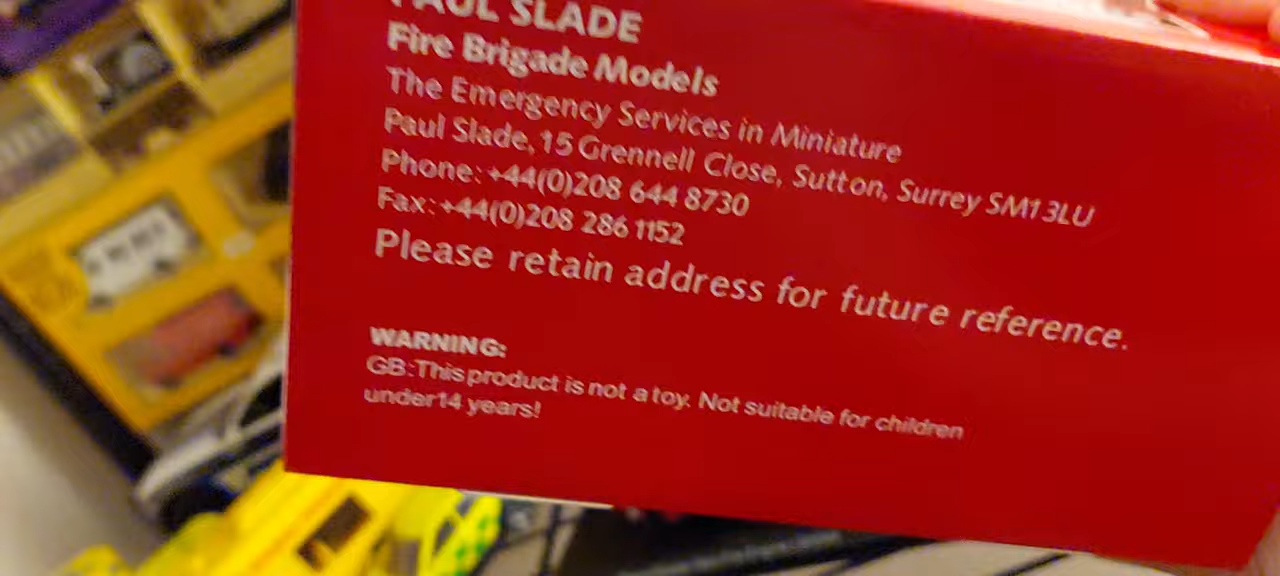 PAUL SLADE
Fire Brigade Models
The Emergency Services in Miniature
Paul Slade, 15 Grennell Close, Sutton, Surrey SM1 3LU
Phone: +44(0)208 644 8730
Fax: +44(0)208 286 1152
Please retain address for future reference.
WARNING:
GB: This product is not a toy. Not suitable for children
under14 years!